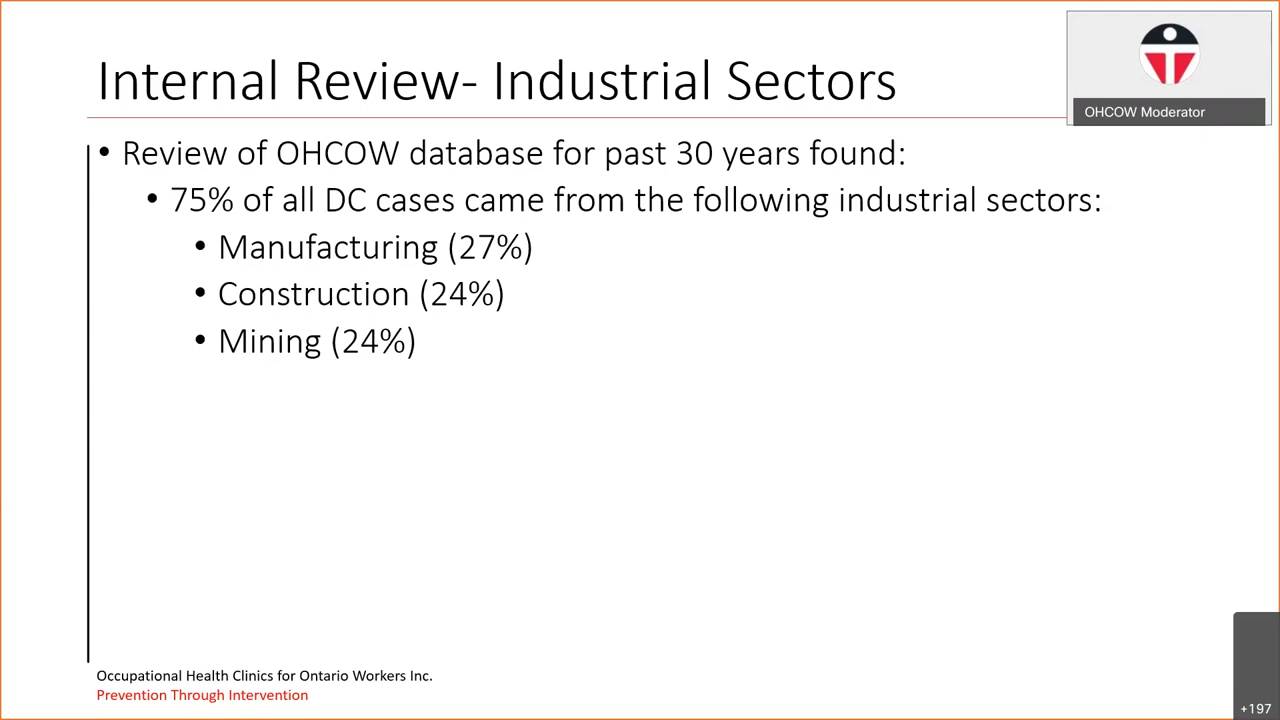 Internal Review- Industrial Sectors
OHCOW Moderator
• Review of OHCOW database for past 30 years found:
• 75% of all DC cases came from the following industrial sectors:
• Manufacturing (27%)
• Construction (24%)
• Mining (24%)
Occupational Health Clinics for Ontario Workers Inc.
Prevention Through Intervention
+197